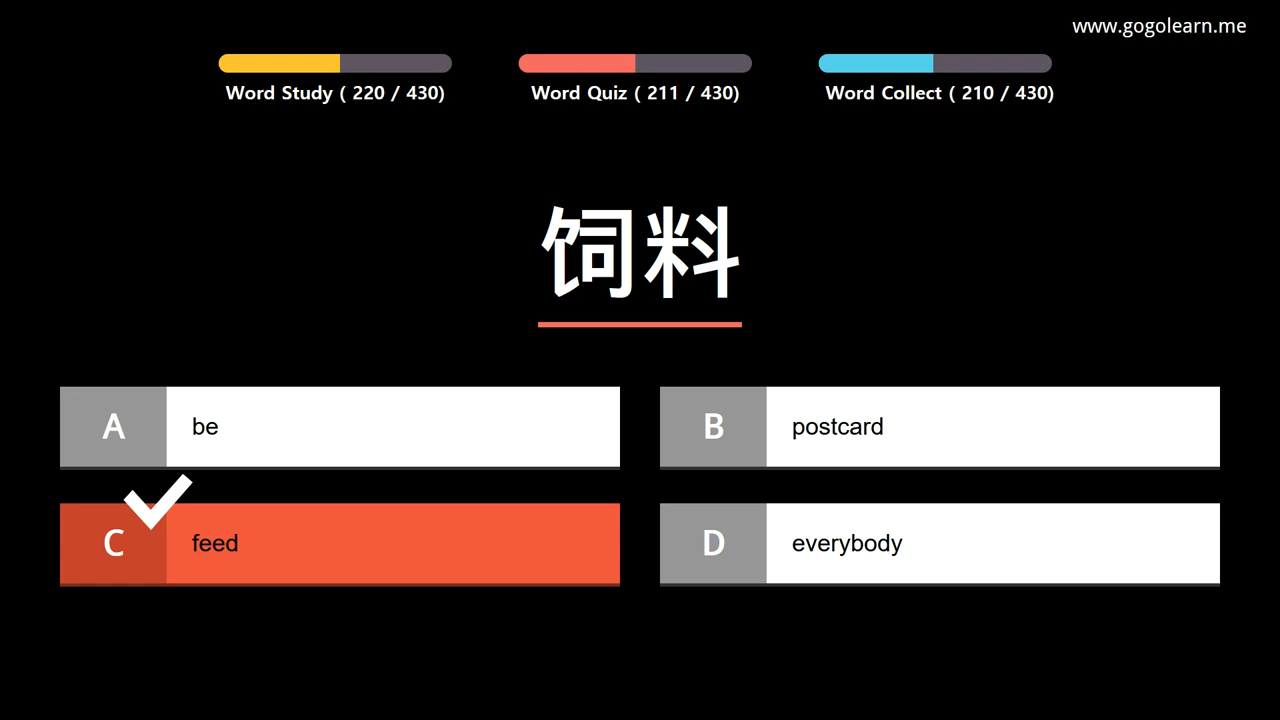 www.gogolearn.me
Word Study ( 220 / 430)
Word Quiz ( 211 / 430)
Word Collect ( 210 / 430)
饲料
A be
B postcard
C feed
D everybody